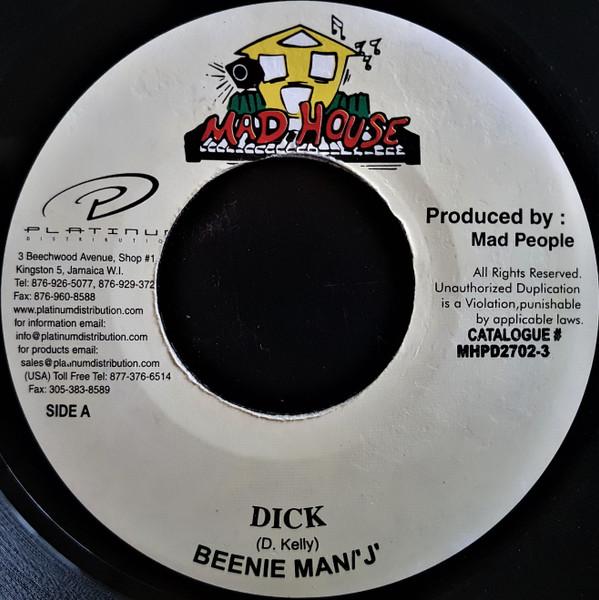 MAD HOUSE
PLATINUM
DISTRIBUTION
3 Beechwood Avenue, Shop #1
Kingston 5, Jamaica W.I.
Tel: 876-926-5077, 876-929-372
Fax: 876-960-8588
www.platinumdistribution.com
for information email:
info@platinumdistribution.com
for products email:
sales@platinumdistribution.com
(USA) Toll Free Tel: 877-376-6514
Fax: 305-383-8589
SIDE A
Produced by :
Mad People
All Rights Reserved.
Unauthorized Duplication
is a Violation,punishable
by applicable laws.
CATALOGUE #
MHPD2702-3
DICK
(D. Kelly)
BEENIE MAN/'J'